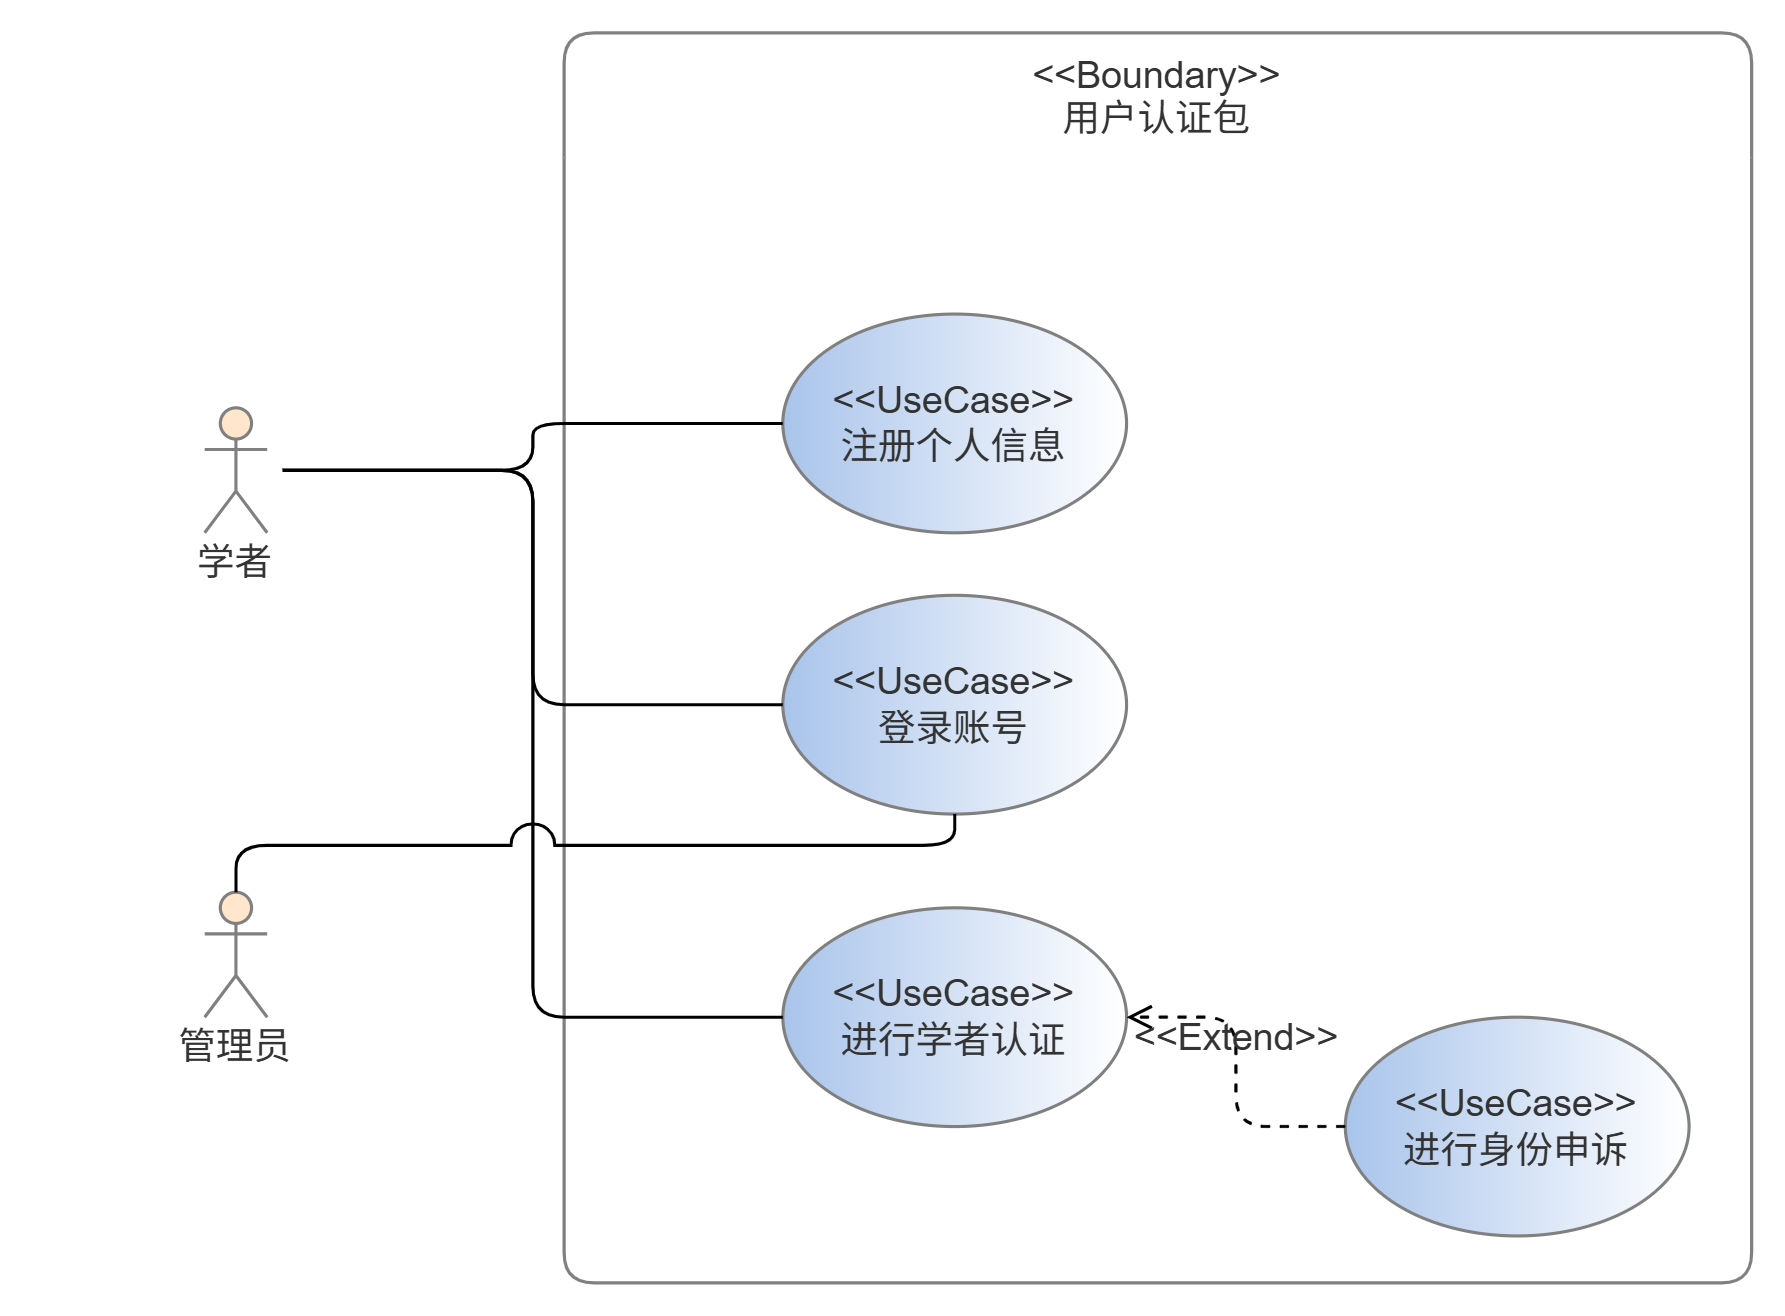 <<Boundary>>
用户认证包
<<UseCase>>
注册个人信息
学者
<<UseCase>>
登录账号
管理员
<<UseCase>>
进行学者认证
<<Extend>>
<<UseCase>>
进行身份申诉